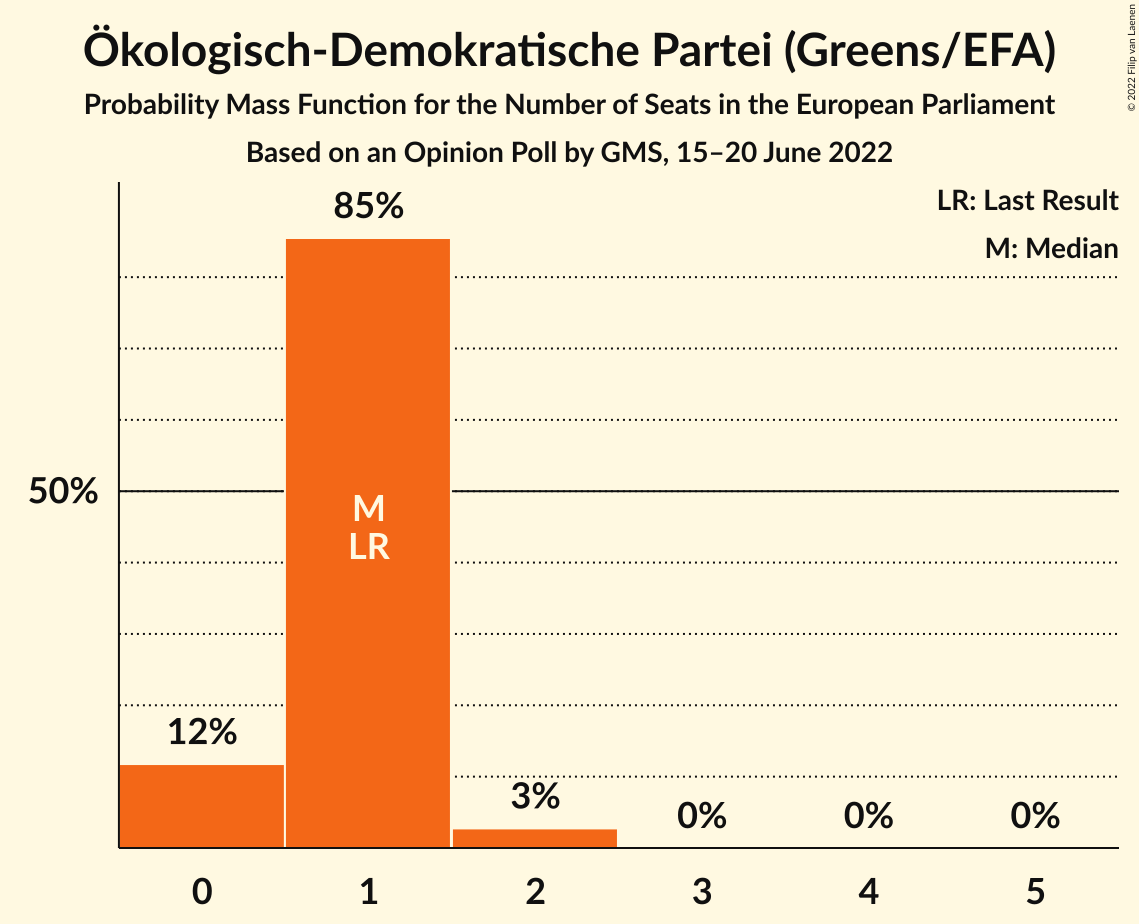 Ökologisch-Demokratische Partei (Greens/EFA)
Probability Mass Function for the Number of Seats in the European Parliament
Based on an Opinion Poll by GMS, 15–20 June 2022
© 2022 Filip van Laenen
LR: Last Result
M: Median
85%
50%
M
LR
12%
3%
0%
0%
0%
0
1
2
3
4
5